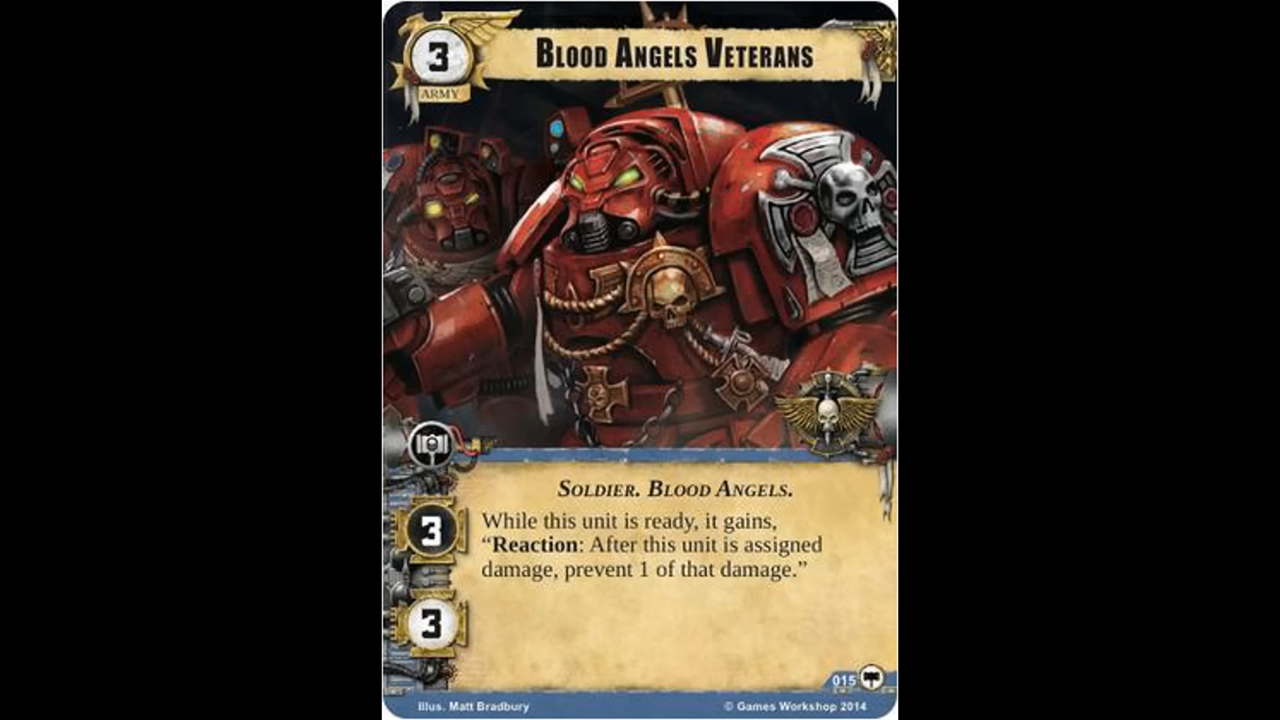 3
BLOOD ANGELS VETERANS
ARMY
SOLDIER. BLOOD ANGELS.
3
While this unit is ready, it gains,
“Reaction: After this unit is assigned
damage, prevent 1 of that damage.”
3
015
Illus. Matt Bradbury
© Games Workshop 2014